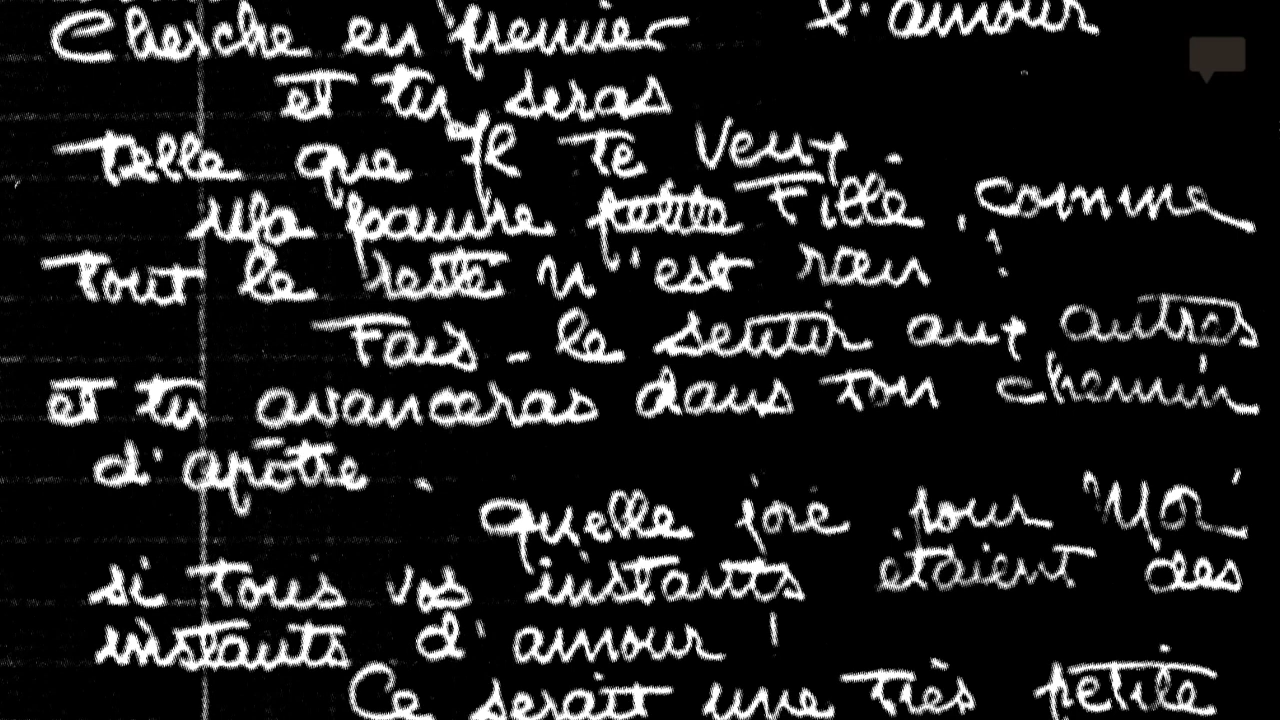 Cherche en premier l'amour
et tu seras
telle que Je te veux.
Ma pauvre petite Fille, comme
tout le reste n'est rien !
Fais-le sentir aux autres
et tu avanceras dans ton chemin
d'apōtre.
Quelle joie pour Moi
si tous vos instants etaient des
instants d'amour !
Ce serait une très petite